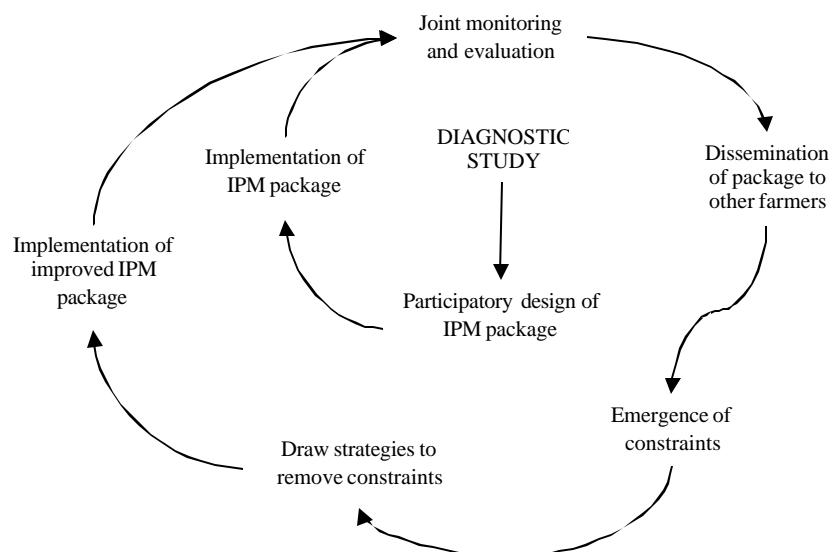 Joint monitoring
and evaluation
DIAGNOSTIC
STUDY
Implementation of
IPM package
Dissemination
of package to
other farmers
Implementation of
improved IPM
package
Participatory design of
IPM package
Emergence of
constraints
Draw strategies to
remove constraints